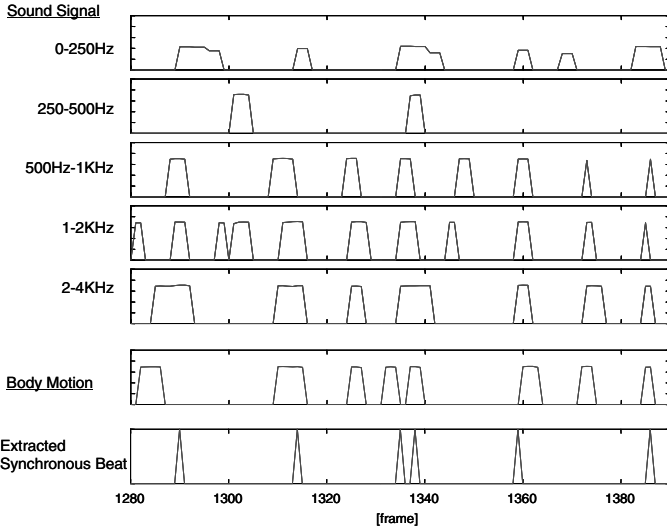 Sound Signal
0-250Hz
250-500Hz
500Hz-1KHz
1-2KHz
2-4KHz
Body Motion
Extracted
Synchronous Beat
1280 1300 1320 1340 1360 1380
[frame]